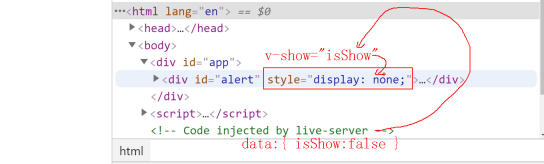 <html lang="en"> == $0
<head>…</head>
<body>
<div id="app">
v-show="isShow"
<div id="alert" style="display: none;">…</div>
</div>
<script>…</script>
<!-- Code injected by live-server -->
html
data:{ isShow:false }